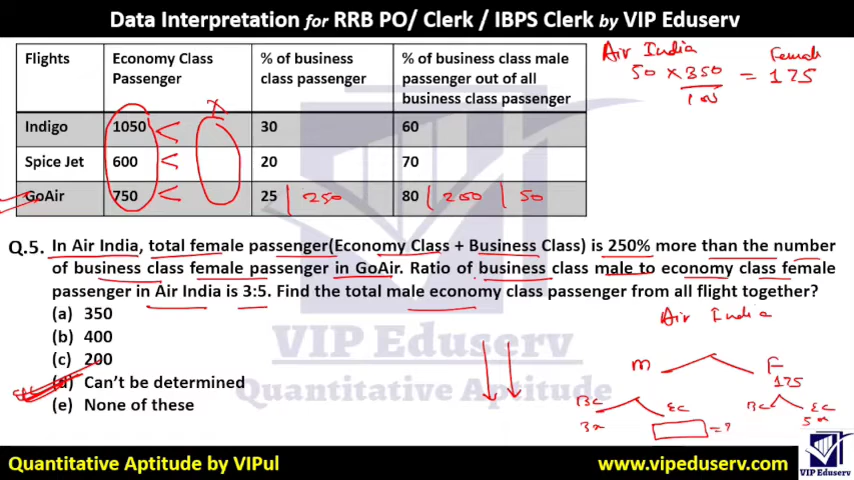 Data Interpretation for RRB PO/ Clerk / IBPS Clerk by VIP Eduserv
Flights
Economy Class
Passenger
% of business
class passenger
% of business class male
passenger out of all
business class passenger
Air India
50 × 350
100
= 175
Female
Indigo 1050 30 60
Spice Jet 600 20 70
GoAir 750 25 250 80 200 50
x
Q.5. In Air India, total female passenger(Economy Class + Business Class) is 250% more than the number
of business class female passenger in GoAir. Ratio of business class male to economy class female
passenger in Air India is 3:5. Find the total male economy class passenger from all flight together?
(a) 350
(b) 400
(c) 200
(d) Can't be determined
(e) None of these
Air India
M F
175
BC EC BC EC
3x = ? 5x
VIP Eduserv
Quantitative Aptitude
Quantitative Aptitude by VIPul
www.vipeduserv.com